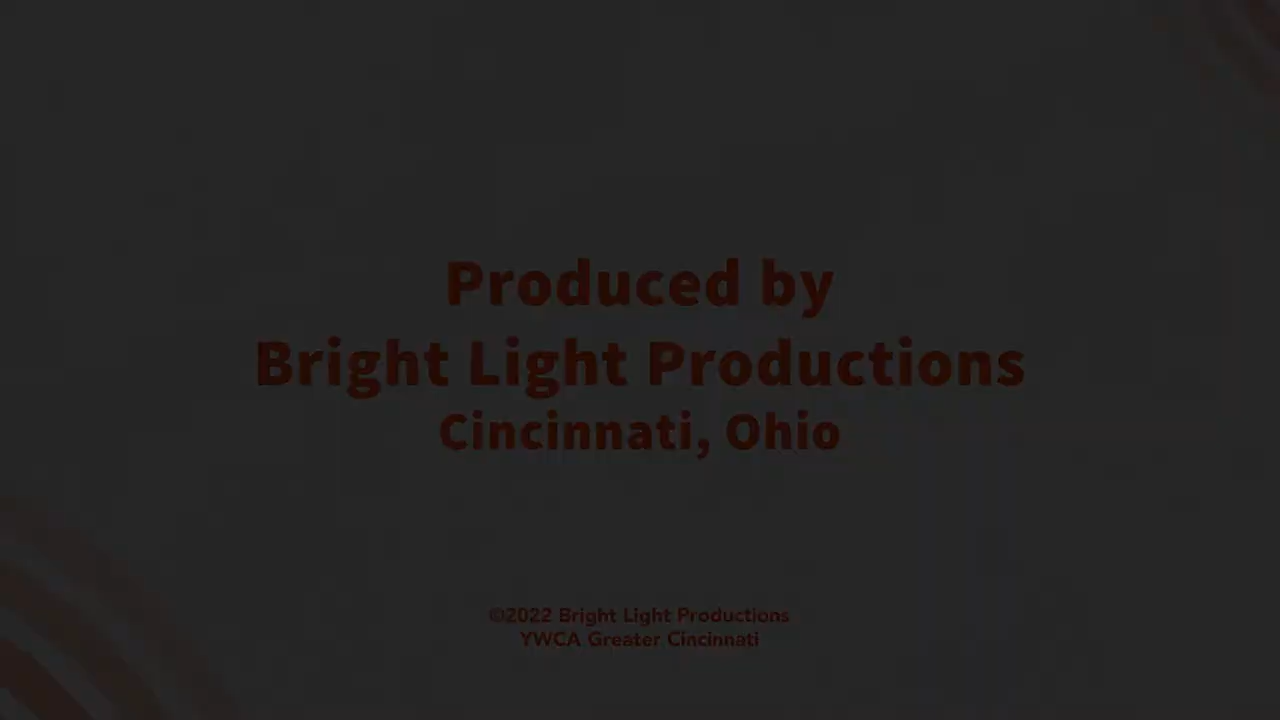 Produced by
Bright Light Productions
Cincinnati, Ohio
©2022 Bright Light Productions
YWCA Greater Cincinnati